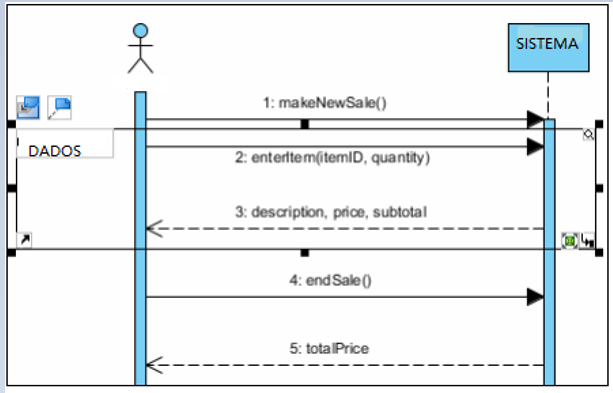 SISTEMA
1: makeNewSale()
DADOS
2: enterItem(itemID, quantity)
3: description, price, subtotal
4: endSale()
5: totalPrice